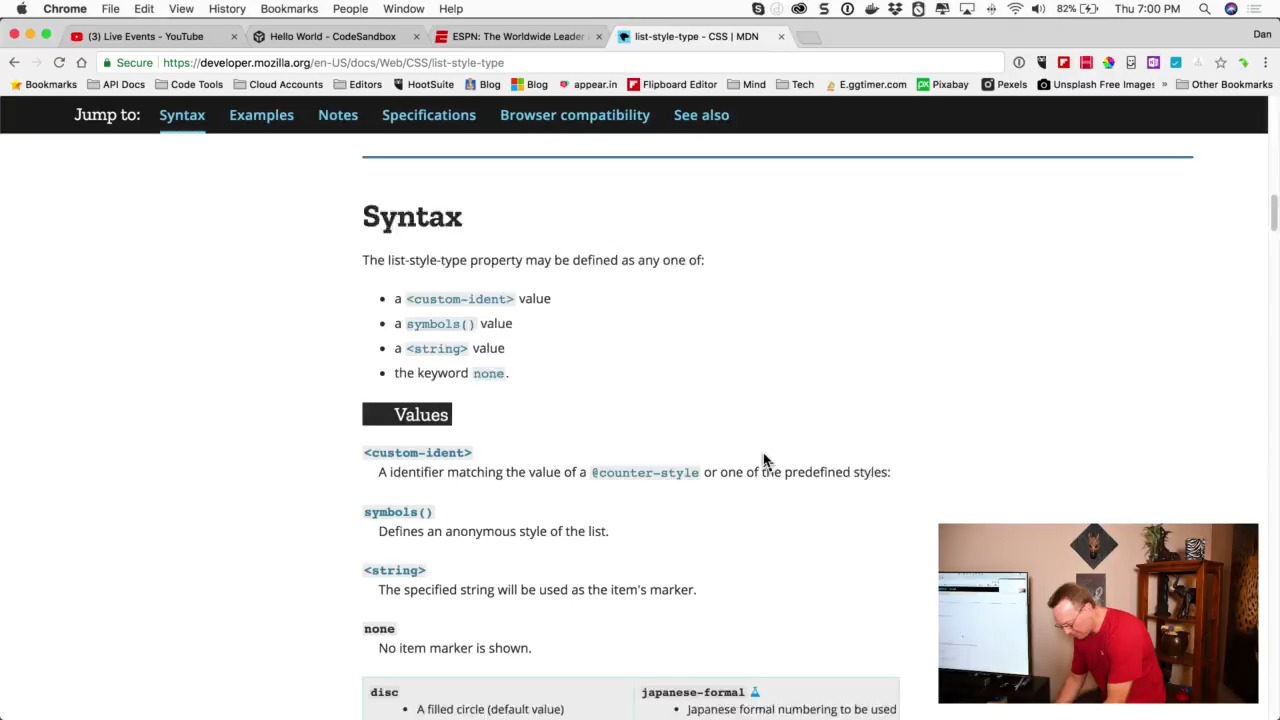 Chrome File Edit View History Bookmarks People Window Help 82% Thu 7:00 PM
(3) Live Events - YouTube Hello World - CodeSandbox ESPN: The Worldwide Leader list-style-type - CSS | MDN Dan
Secure https://developer.mozilla.org/en-US/docs/Web/CSS/list-style-type
Bookmarks API Docs Code Tools Cloud Accounts Editors HootSuite Blog Blog appear.in Flipboard Editor Mind Tech E.ggtimer.com Pixabay Pexels Unsplash Free Images » Other Bookmarks
Jump to: Syntax Examples Notes Specifications Browser compatibility See also
Syntax
The list-style-type property may be defined as any one of:
• a <custom-ident> value
• a symbols() value
• a <string> value
• the keyword none.
Values
<custom-ident>
A identifier matching the value of a @counter-style or one of the predefined styles:
symbols()
Defines an anonymous style of the list.
<string>
The specified string will be used as the item's marker.
none
No item marker is shown.
disc japanese-formal
• A filled circle (default value) • Japanese formal numbering to be used